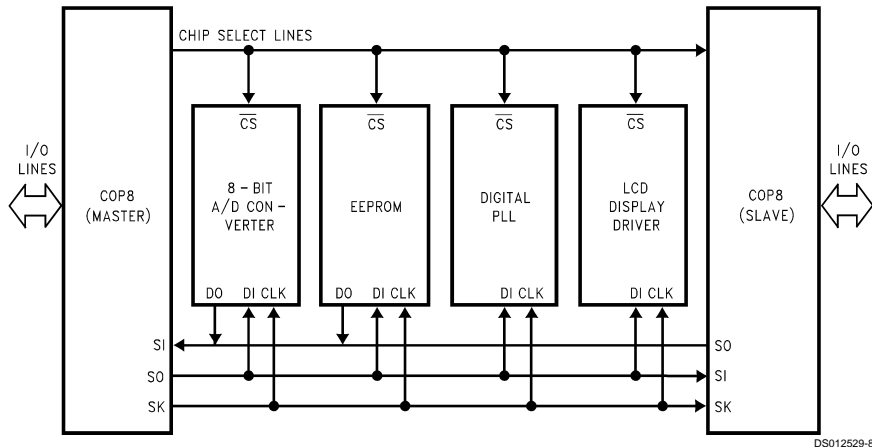 CHIP SELECT LINES
CS
CS
CS
CS
I/O
LINES
COP8
(MASTER)
8 - BIT
A/D CON -
VERTER
EEPROM
DIGITAL
PLL
LCD
DISPLAY
DRIVER
COP8
(SLAVE)
I/O
LINES
DO DI CLK
DO DI CLK
DI CLK
DI CLK
SI
SO
SK
SO
SI
SK
DS012529-8